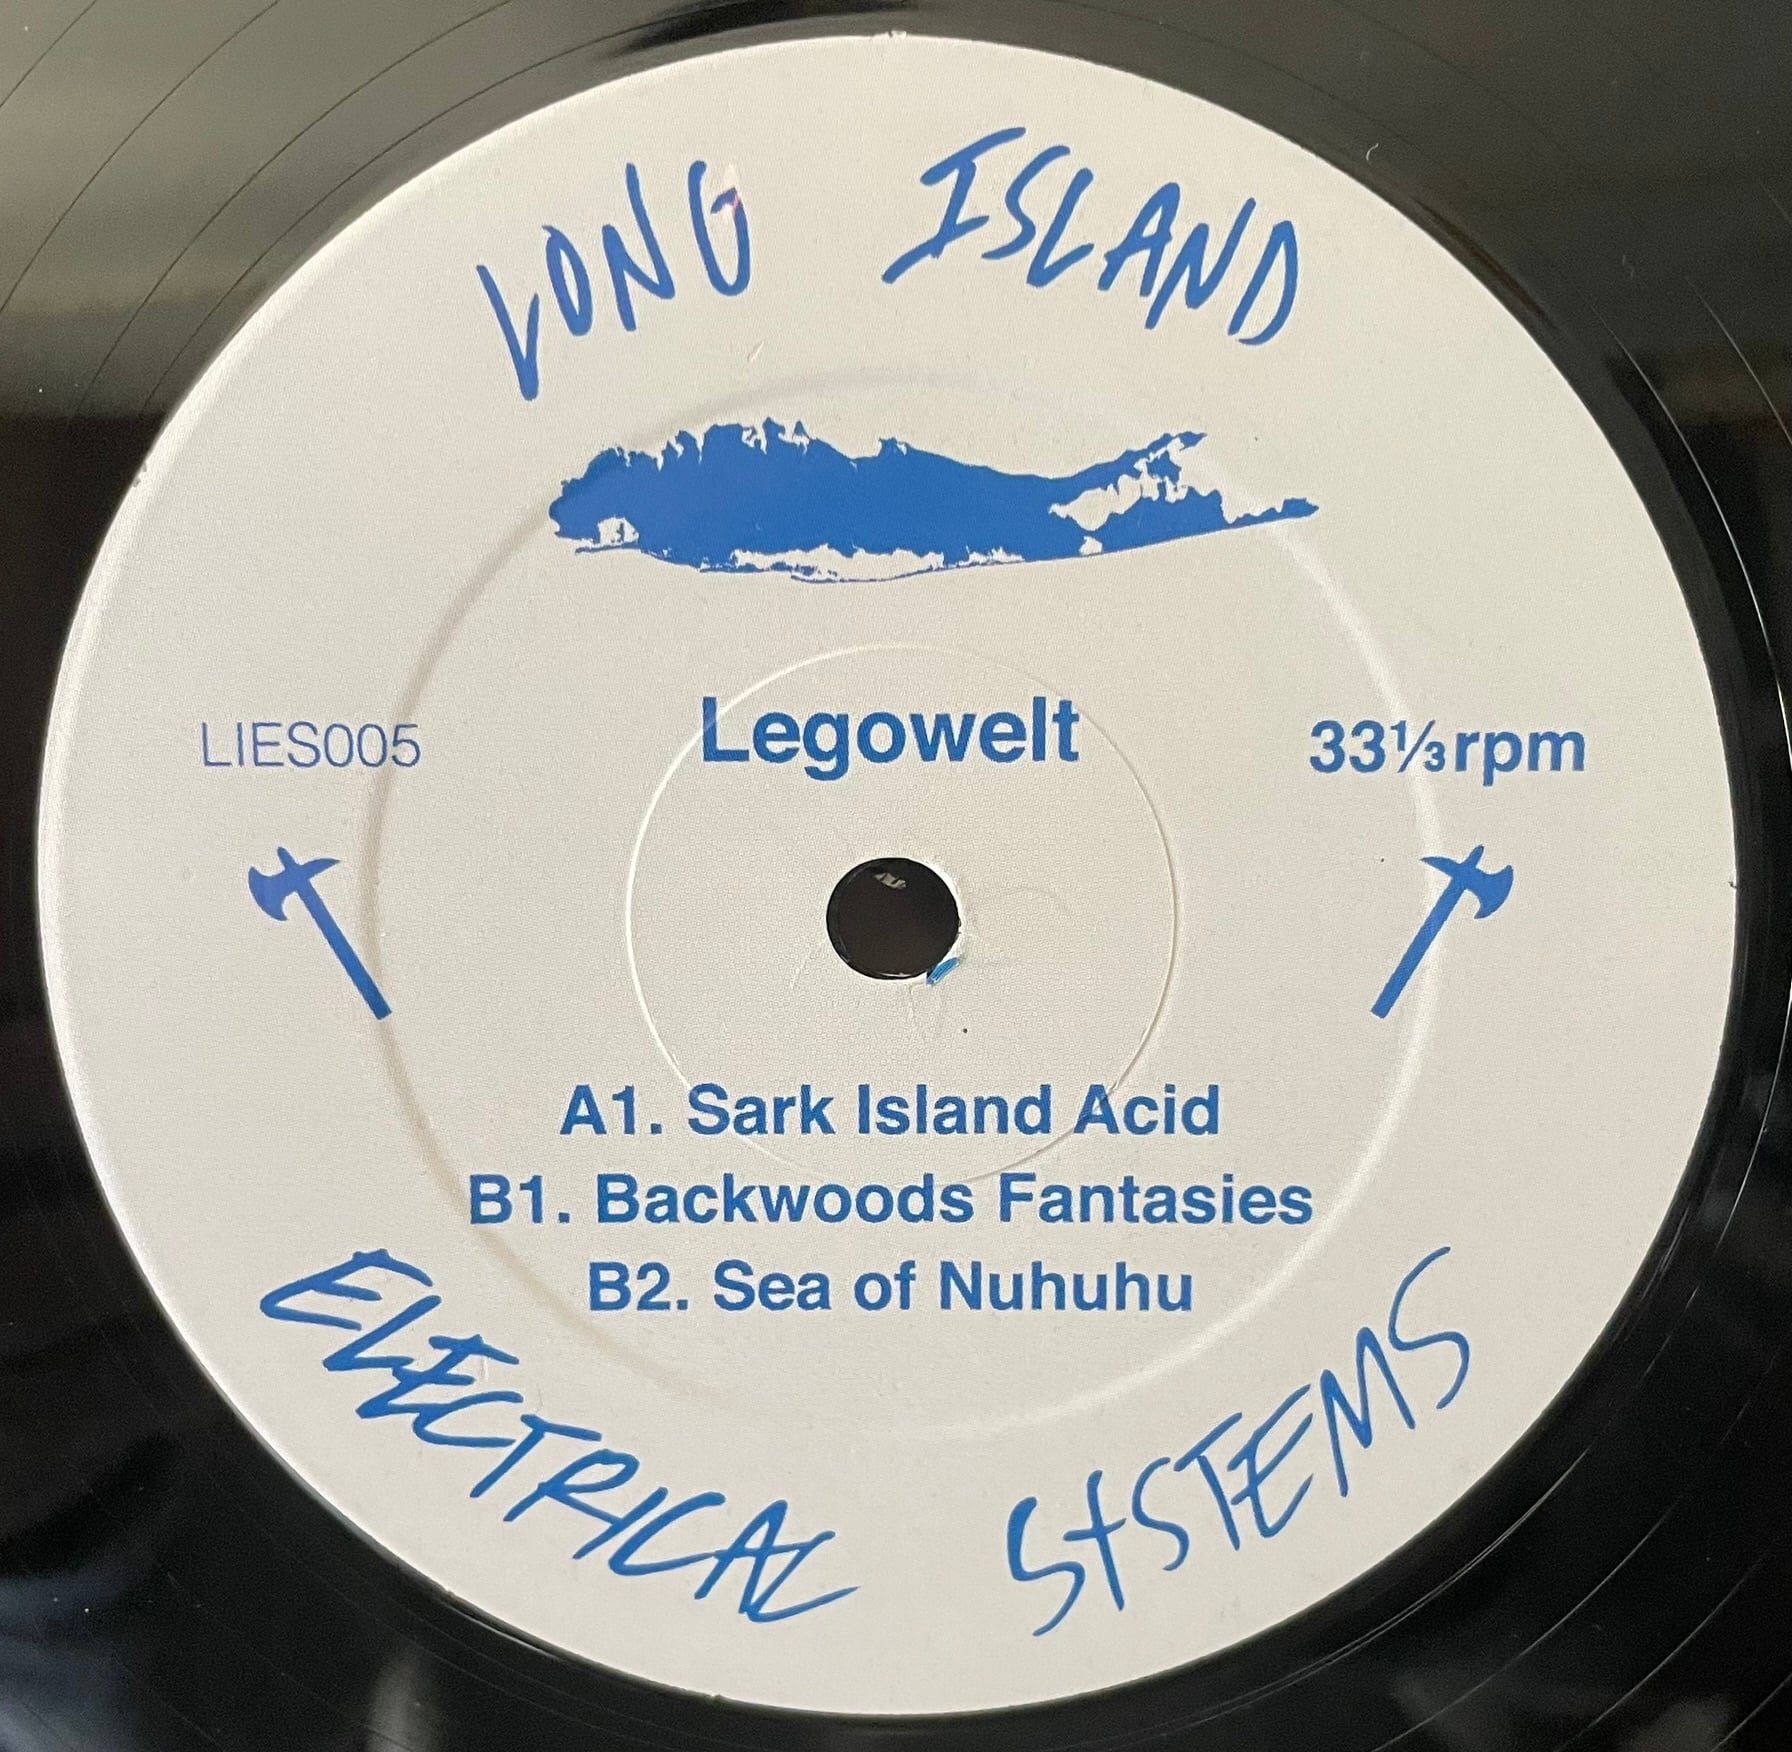 LONG ISLAND
LIES005
Legowelt
33⅓rpm
A1. Sark Island Acid
B1. Backwoods Fantasies
B2. Sea of Nuhuhu
ELECTRICAL SYSTEMS